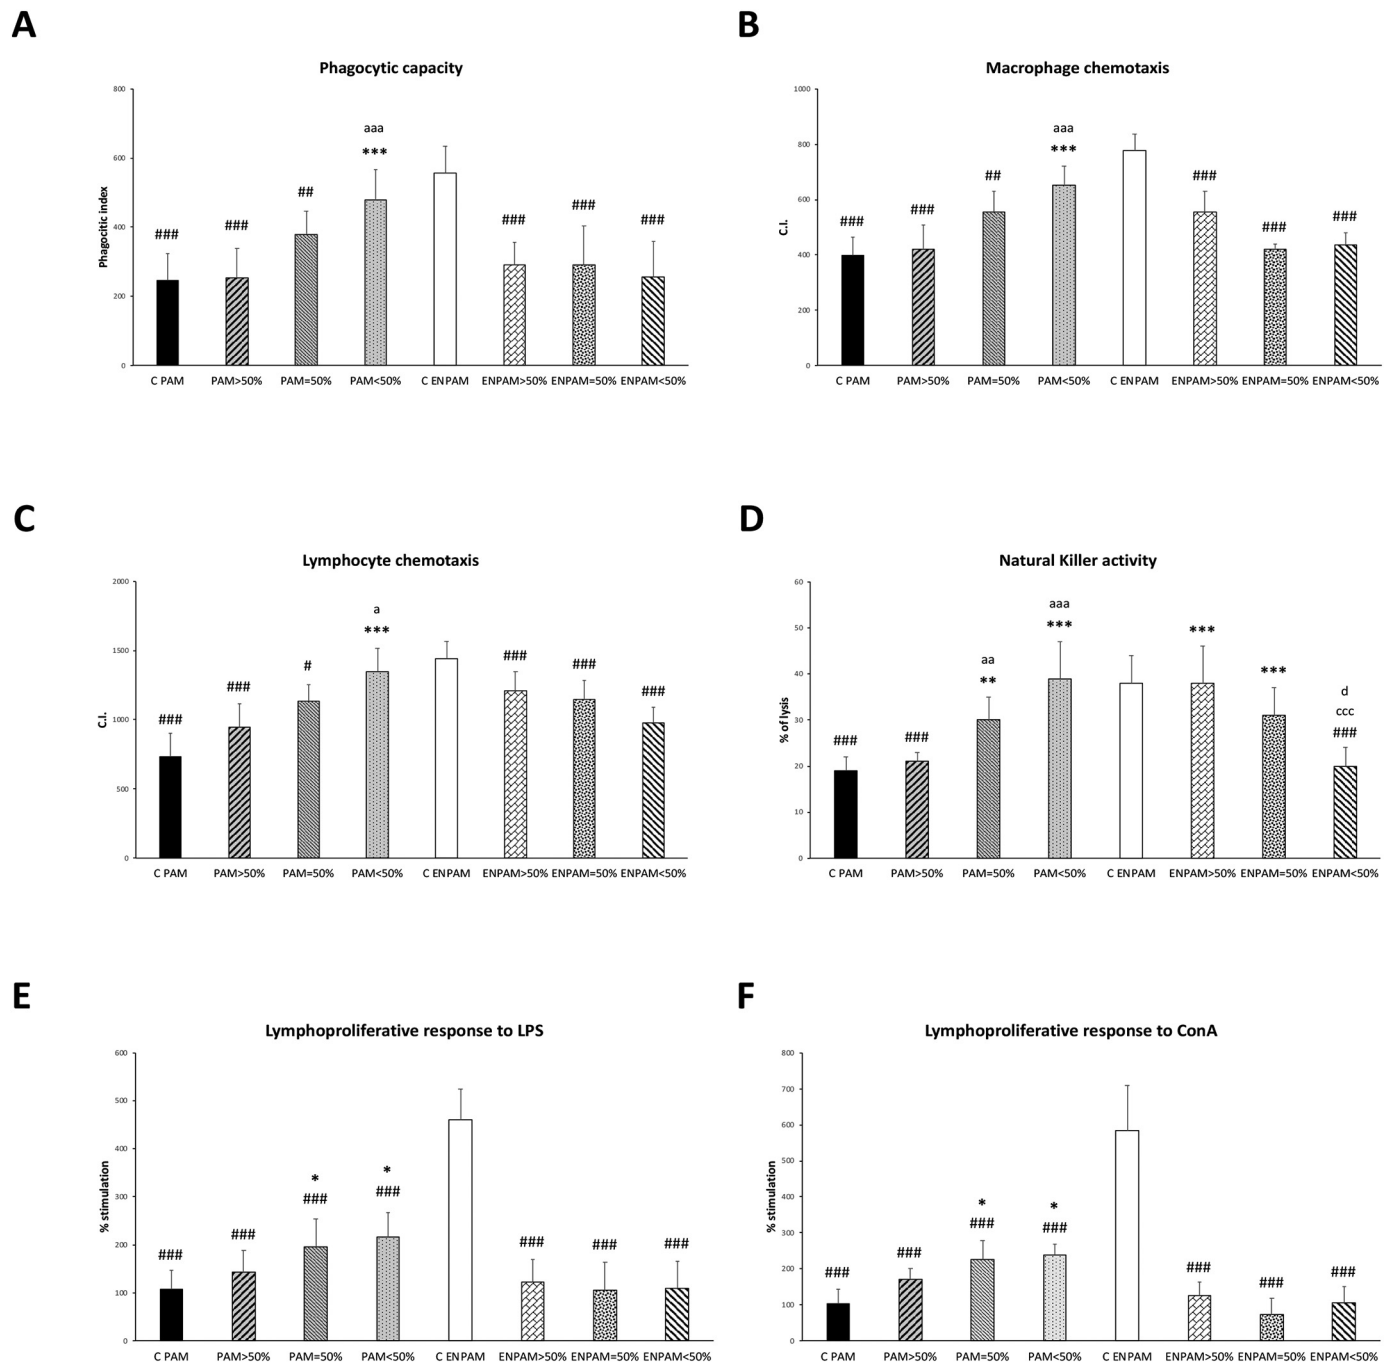 A
Phagocytic capacity
800
600
400
200
0
Phagocitic index
###
###
##
aaa
***
###
###
###
C PAM PAM>50% PAM=50% PAM<50% C ENPAM ENPAM>50% ENPAM=50% ENPAM<50%
B
Macrophage chemotaxis
1000
800
600
400
200
0
C.I.
###
###
##
aaa
***
###
###
###
C PAM PAM>50% PAM=50% PAM<50% C ENPAM ENPAM>50% ENPAM=50% ENPAM<50%
C
Lymphocyte chemotaxis
2000
1500
1000
500
0
C.I.
###
###
#
a
***
###
###
###
C PAM PAM>50% PAM=50% PAM<50% C ENPAM ENPAM>50% ENPAM=50% ENPAM<50%
D
Natural Killer activity
60
50
40
30
20
10
0
% of lysis
###
###
aa
**
aaa
***
***
***
d
ccc
###
C PAM PAM>50% PAM=50% PAM<50% C ENPAM ENPAM>50% ENPAM=50% ENPAM<50%
E
Lymphoproliferative response to LPS
600
500
400
300
200
100
0
% stimulation
###
###
*
###
*
###
###
###
###
C PAM PAM>50% PAM=50% PAM<50% C ENPAM ENPAM>50% ENPAM=50% ENPAM<50%
F
Lymphoproliferative response to ConA
800
700
600
500
400
300
200
100
0
% stimulation
###
###
*
###
*
###
###
###
###
C PAM PAM>50% PAM=50% PAM<50% C ENPAM ENPAM>50% ENPAM=50% ENPAM<50%